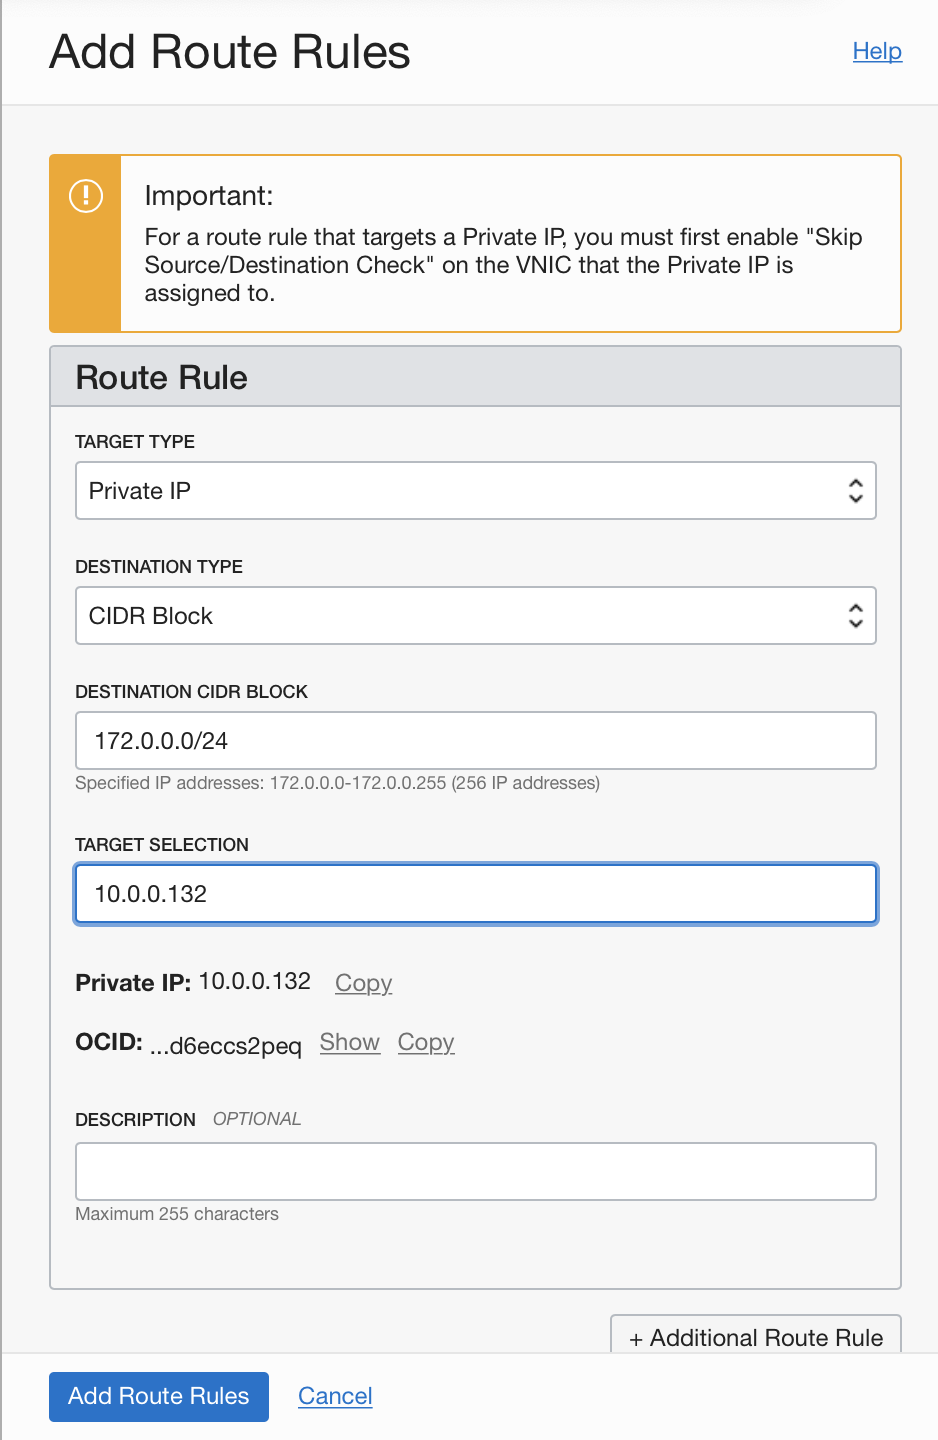 Add Route Rules
Help
Important:
For a route rule that targets a Private IP, you must first enable "Skip
Source/Destination Check" on the VNIC that the Private IP is
assigned to.
Route Rule
TARGET TYPE
Private IP
DESTINATION TYPE
CIDR Block
DESTINATION CIDR BLOCK
172.0.0.0/24
Specified IP addresses: 172.0.0.0-172.0.0.255 (256 IP addresses)
TARGET SELECTION
10.0.0.132
Private IP: 10.0.0.132 Copy
OCID: ...d6eccs2peq Show Copy
DESCRIPTION OPTIONAL
Maximum 255 characters
+ Additional Route Rule
Add Route Rules Cancel